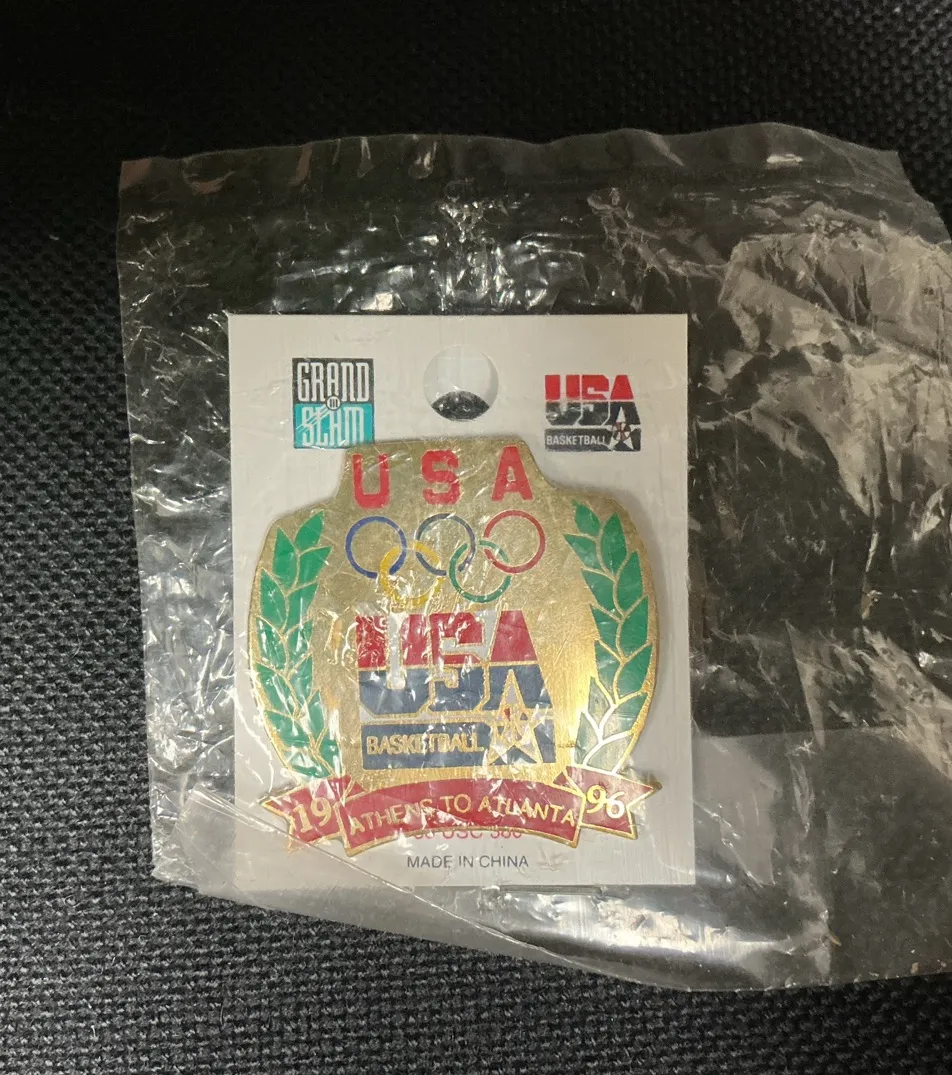 GRAND
SLAM
USA
BASKETBALL
USA
USA
BASKETBALL
19 ATHENS TO ATLANTA 96
MADE IN CHINA